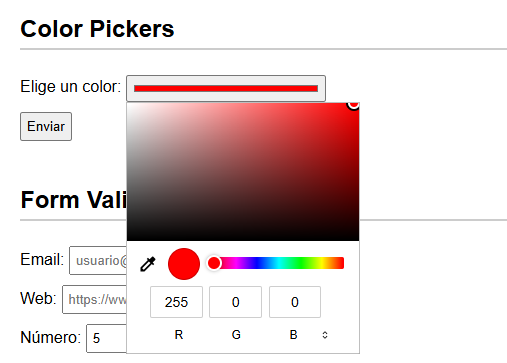 Color Pickers
Elige un color:
Enviar
Form Vali
Email: usuario@
255 0 0
Web: https://ww
R G B
Número: 5